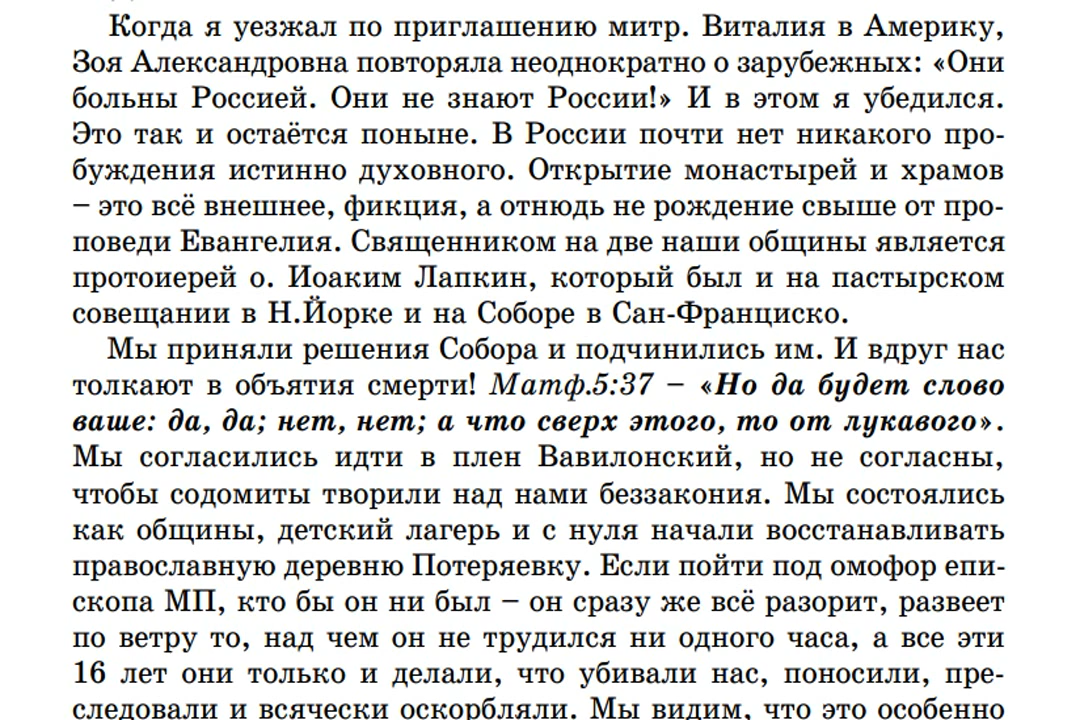 Когда я уезжал по приглашению митр. Виталия в Америку,
Зоя Александровна повторяла неоднократно о зарубежных: «Они
больны Россией. Они не знают России!» И в этом я убедился.
Это так и остаётся поныне. В России почти нет никакого про-
буждения истинно духовного. Открытие монастырей и храмов
– это всё внешнее, фикция, а отнюдь не рождение свыше от про-
поведи Евангелия. Священником на две наши общины является
протоиерей о. Иоаким Лапкин, который был и на пастырском
совещании в Н.Йорке и на Соборе в Сан-Франциско.
Мы приняли решения Собора и подчинились им. И вдруг нас
толкают в объятия смерти! Матф.5:37 – «Но да будет слово
ваше: да, да; нет, нет; а что сверх этого, то от лукавого».
Мы согласились идти в плен Вавилонский, но не согласны,
чтобы содомиты творили над нами беззакония. Мы состоялись
как общины, детский лагерь и с нуля начали восстанавливать
православную деревню Потеряевку. Если пойти под омофор епи-
скопа МП, кто бы он ни был – он сразу же всё разорит, развеет
по ветру то, над чем он не трудился ни одного часа, а все эти
16 лет они только и делали, что убивали нас, поносили, пре-
следовали и всячески оскорбляли. Мы видим, что это особенно